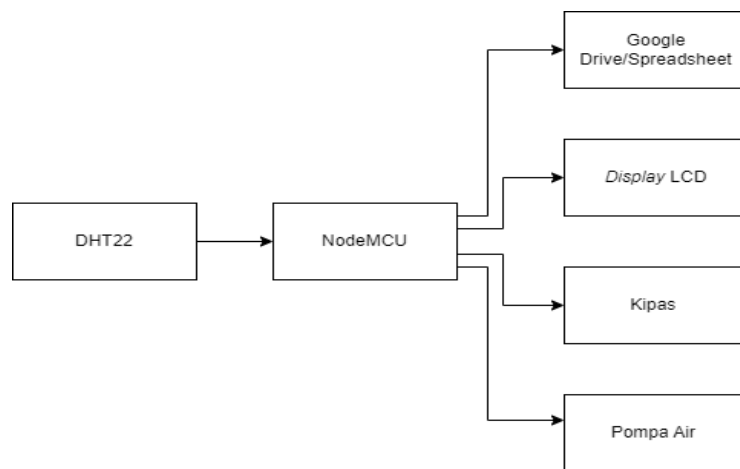 Google
Drive/Spreadsheet
Display LCD
DHT22
NodeMCU
Kipas
Pompa Air